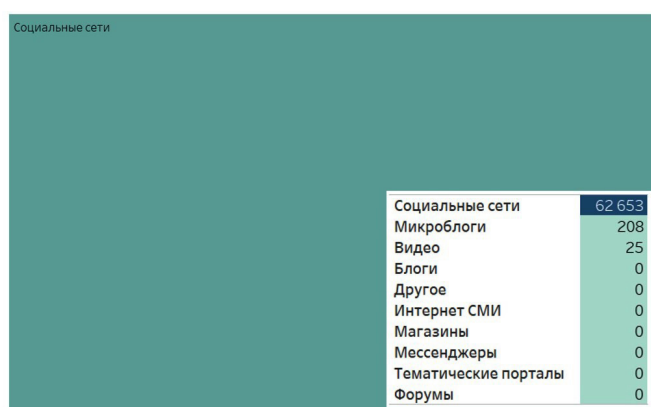 Социальные сети
Социальные сети 62 653
Микроблоги 208
Видео 25
Блоги 0
Другое 0
Интернет СМИ 0
Магазины 0
Мессенджеры 0
Тематические порталы 0
Форумы 0